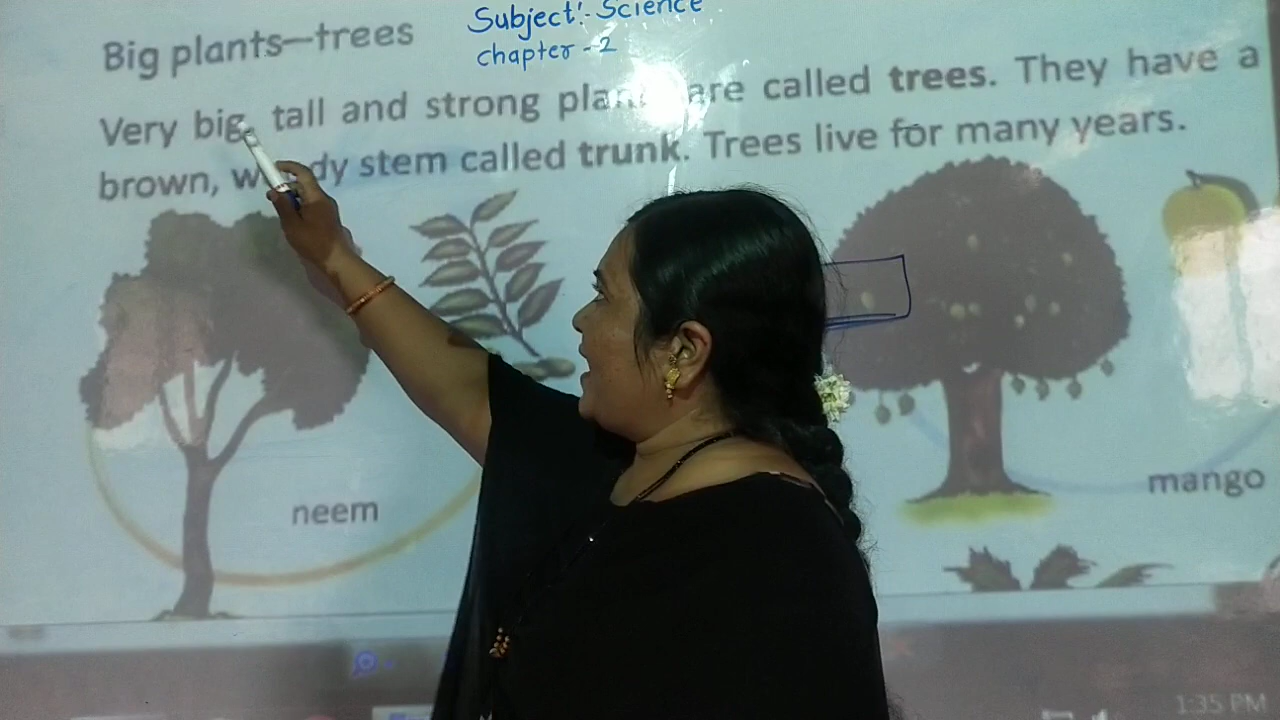 Subject:- Science
chapter - 2
Big plants—trees
Very big, tall and strong are called trees. They have a
brown, stem called trunk. Trees live for many years.
neem
mango
1:35 PM